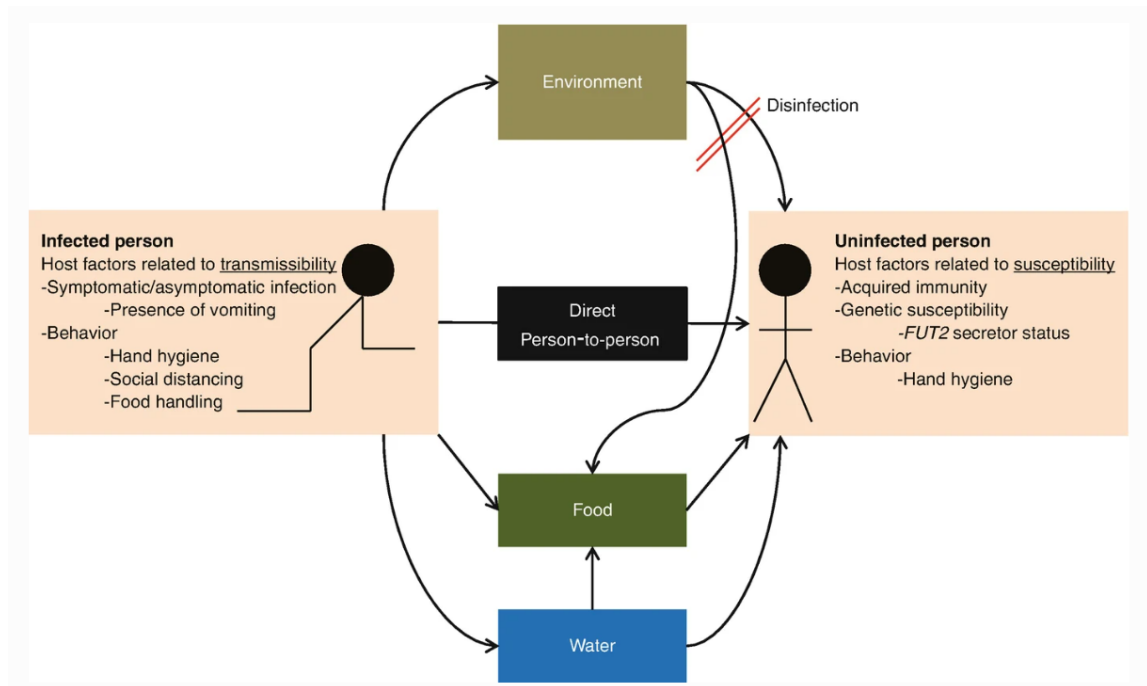 Environment
Disinfection
Infected person
Host factors related to transmissibility
-Symptomatic/asymptomatic infection
-Presence of vomiting
-Behavior
-Hand hygiene
-Social distancing
-Food handling
Direct
Person-to-person
Uninfected person
Host factors related to susceptibility
-Acquired immunity
-Genetic susceptibility
-FUT2 secretor status
-Behavior
-Hand hygiene
Food
Water